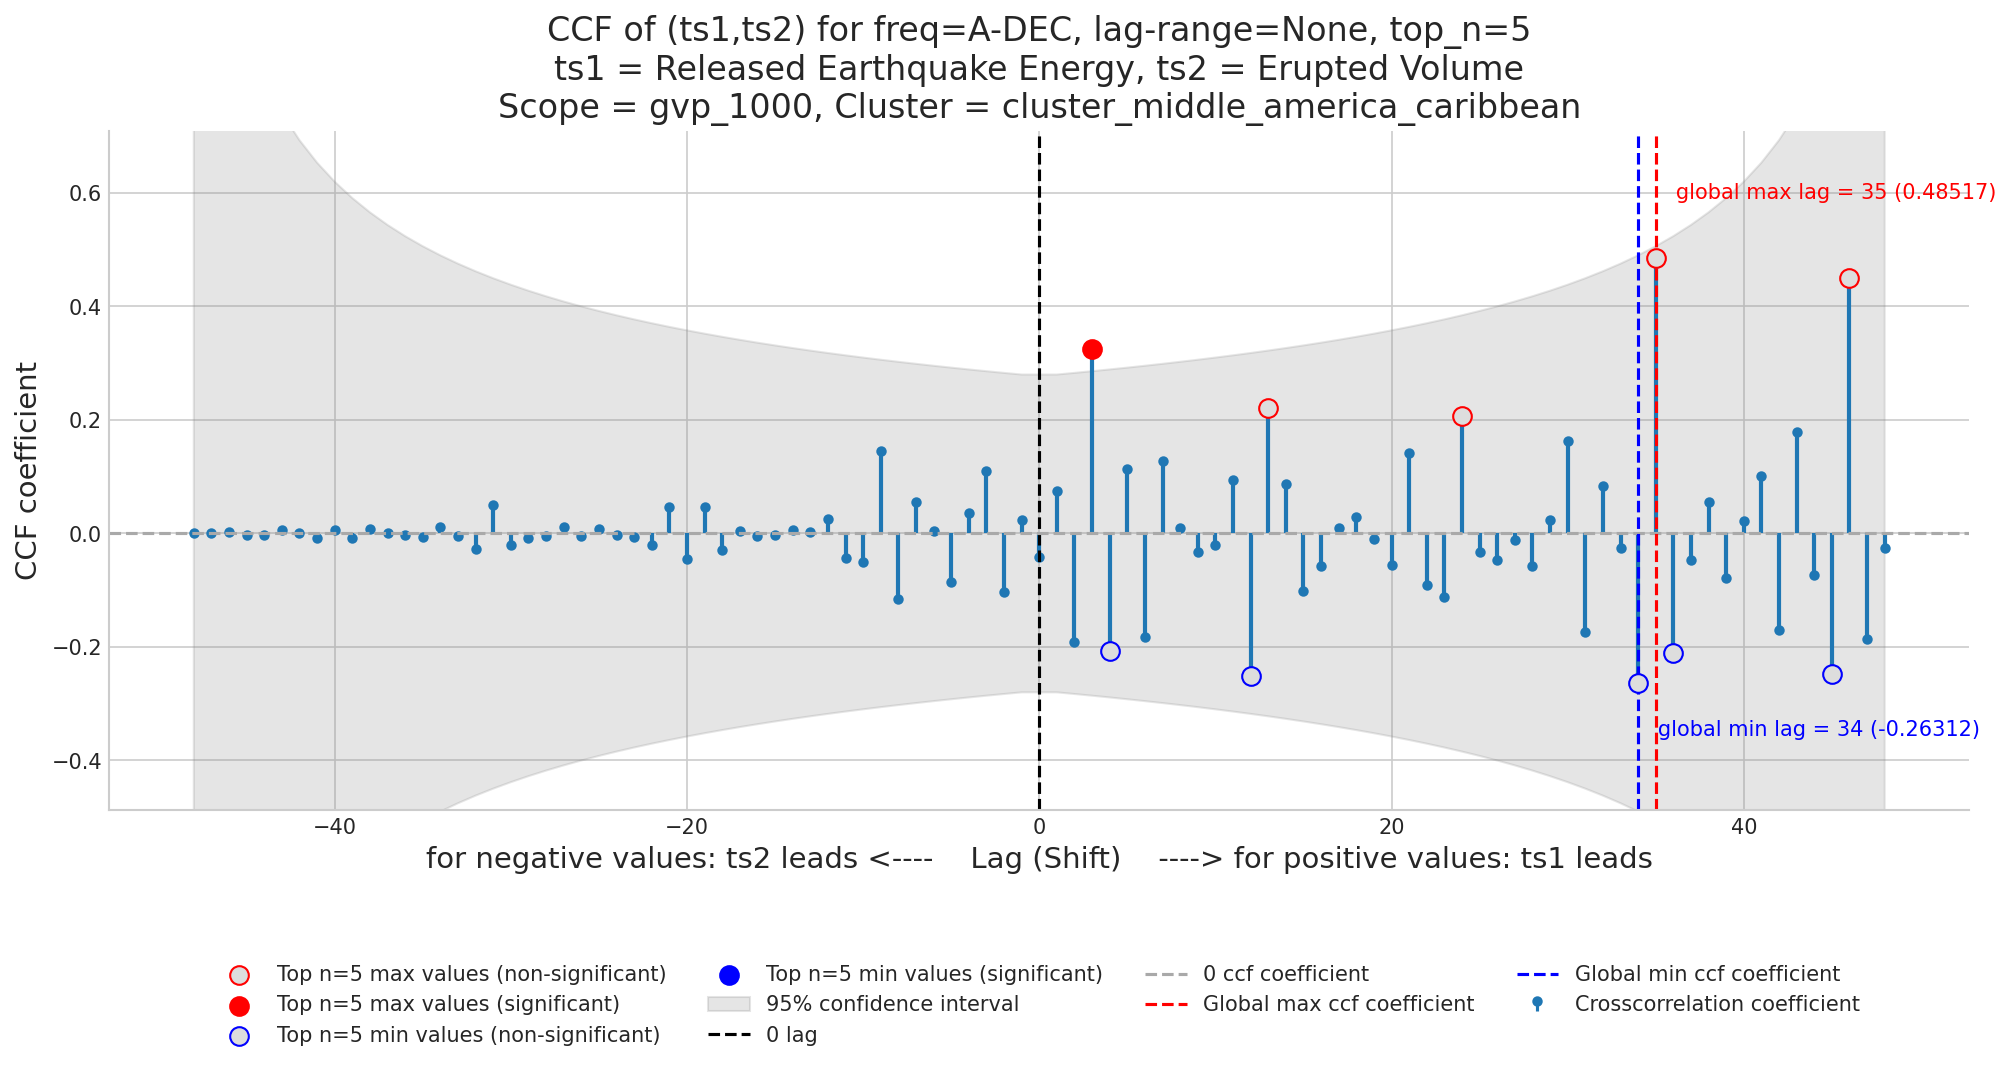 CCF of (ts1,ts2) for freq=A-DEC, lag-range=None, top_n=5
ts1 = Released Earthquake Energy, ts2 = Erupted Volume
Scope = gvp_1000, Cluster = cluster_middle_america_caribbean
CCF coefficient
0.6
0.4
0.2
0.0
−0.2
−0.4
global max lag = 35 (0.48517)
global min lag = 34 (-0.26312)
−40
−20
0
20
40
for negative values: ts2 leads <---- Lag (Shift) ----> for positive values: ts1 leads
Top n=5 max values (non-significant)
Top n=5 max values (significant)
Top n=5 min values (non-significant)
Top n=5 min values (significant)
95% confidence interval
0 lag
0 ccf coefficient
Global max ccf coefficient
Global min ccf coefficient
Crosscorrelation coefficient